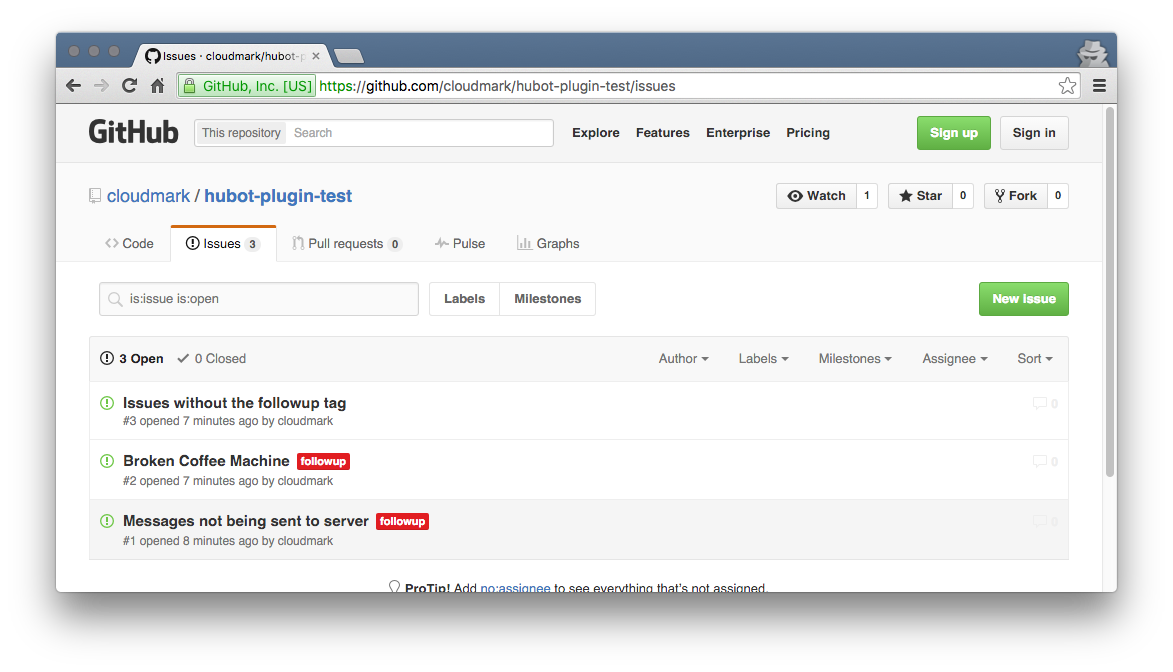 Issues · cloudmark/hubot-p
GitHub, Inc. [US] https://github.com/cloudmark/hubot-plugin-test/issues
GitHub This repository Search Explore Features Enterprise Pricing Sign up Sign in
cloudmark / hubot-plugin-test Watch 1 Star 0 Fork 0
Code Issues 3 Pull requests 0 Pulse Graphs
is:issue is:open Labels Milestones New issue
3 Open 0 Closed Author Labels Milestones Assignee Sort
Issues without the followup tag 0
#3 opened 7 minutes ago by cloudmark
Broken Coffee Machine followup 0
#2 opened 7 minutes ago by cloudmark
Messages not being sent to server followup 0
#1 opened 8 minutes ago by cloudmark
ProTip! Add no:assignee to see everything that's not assigned.